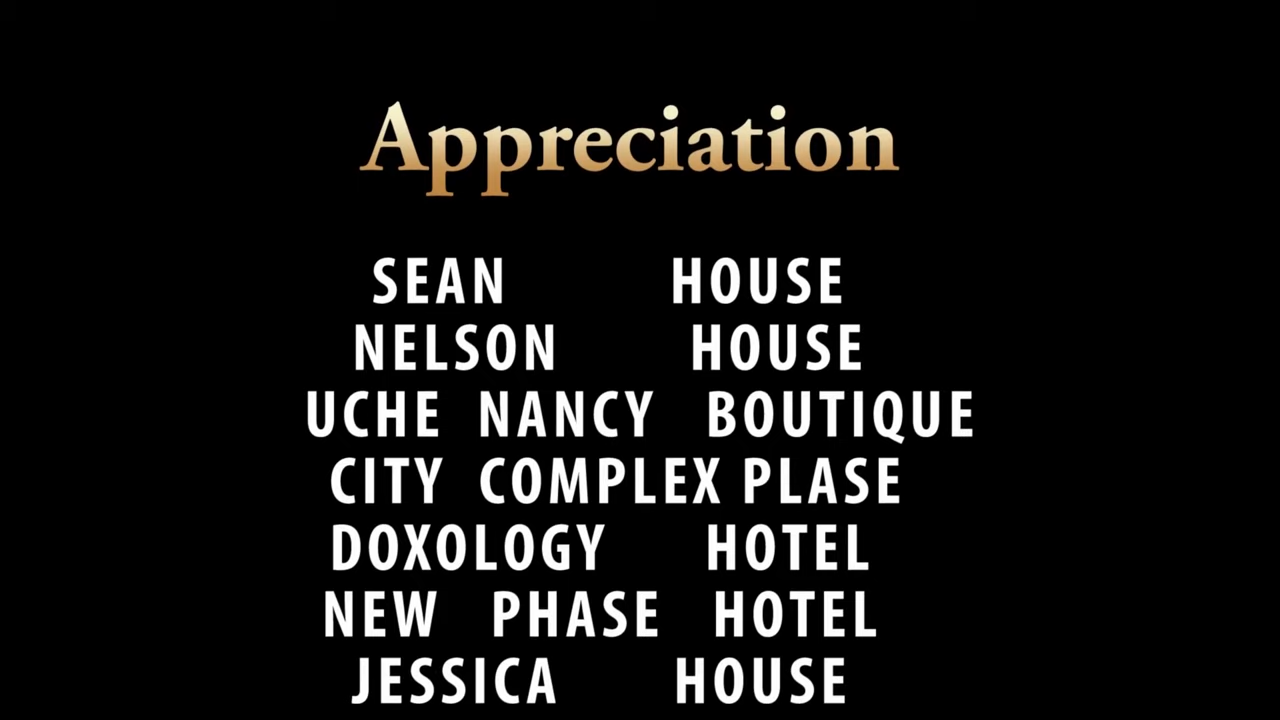 Appreciation
SEAN HOUSE
NELSON HOUSE
UCHE NANCY BOUTIQUE
CITY COMPLEX PLASE
DOXOLOGY HOTEL
NEW PHASE HOTEL
JESSICA HOUSE